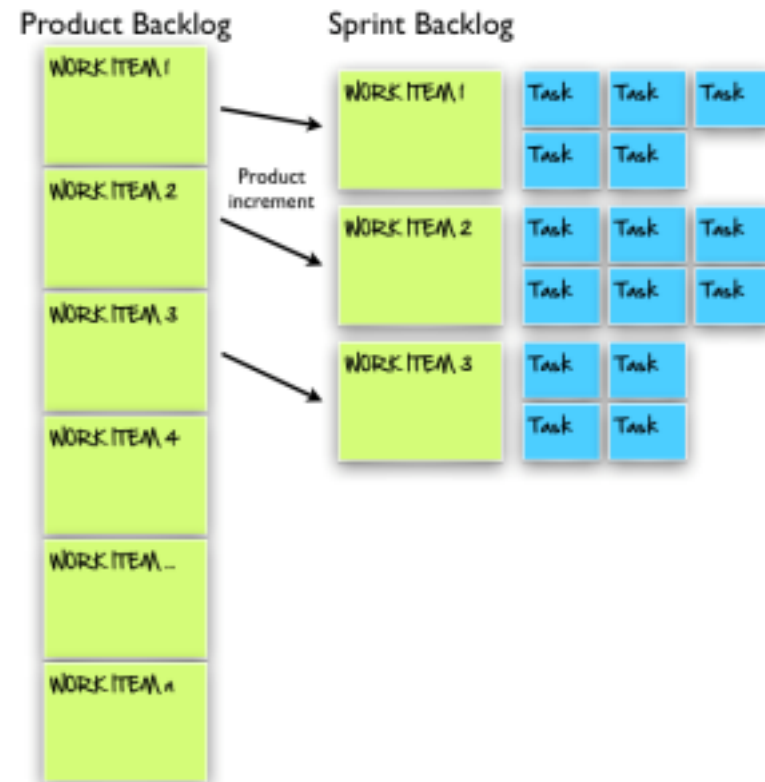 Product Backlog
Sprint Backlog
WORK ITEM 1
WORK ITEM 2
WORK ITEM 3
WORK ITEM 4
WORK ITEM ...
WORK ITEM n
Product
increment
WORK ITEM 1
Task Task Task
Task Task
WORK ITEM 2
Task Task Task
Task Task Task
WORK ITEM 3
Task Task
Task Task